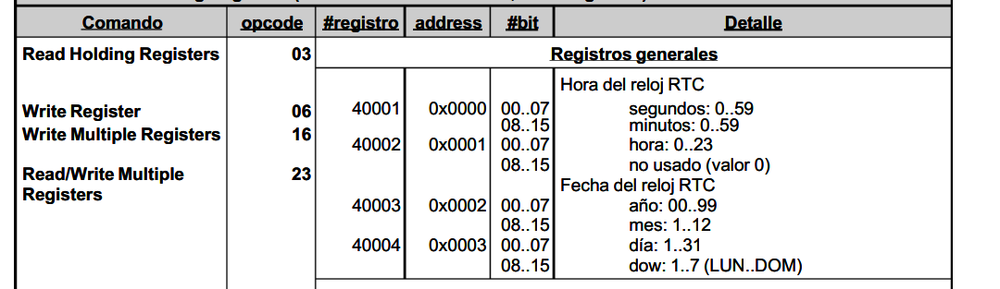 Comando opcode #registro address #bit Detalle
Read Holding Registers 03 Registros generales
Hora del reloj RTC
Write Register 06 40001 0x0000 00..07 segundos: 0..59
08..15 minutos: 0..59
Write Multiple Registers 16 40002 0x0001 00..07 hora: 0..23
08..15 no usado (valor 0)
Read/Write Multiple 23
Registers Fecha del reloj RTC
40003 0x0002 00..07 año: 00..99
08..15 mes: 1..12
40004 0x0003 00..07 día: 1..31
08..15 dow: 1..7 (LUN..DOM)